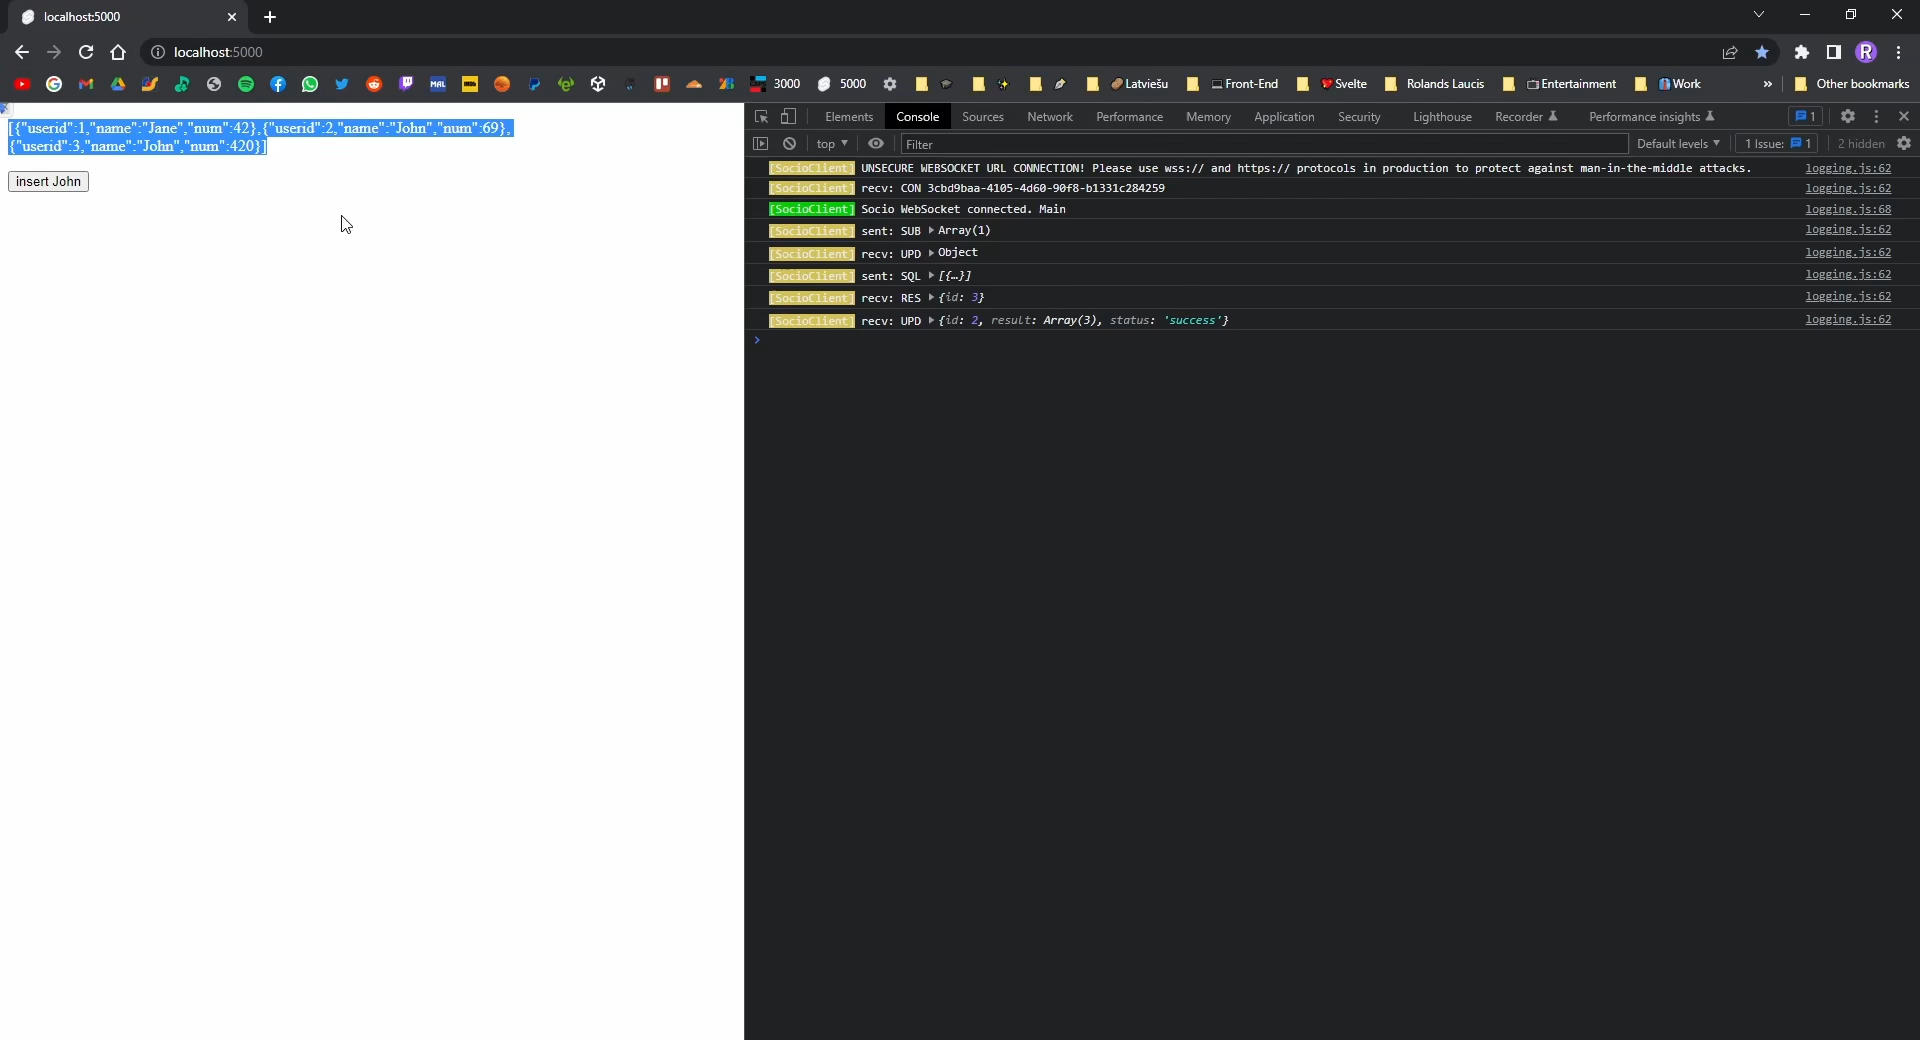 localhost:5000
localhost:5000
MAL
3000
5000
Latviešu
Front-End
Svelte
Rolands Laucis
Entertainment
Work
»
Other bookmarks
R
[{"userid":1,"name":"Jane","num":42},{"userid":2,"name":"John","num":69},
{"userid":3,"name":"John","num":420}]
insert John
Elements Console Sources Network Performance Memory Application Security Lighthouse Recorder Performance insights 1
top Filter Default levels 1 Issue: 1 2 hidden
[SocioClient] UNSECURE WEBSOCKET URL CONNECTION! Please use wss:// and https:// protocols in production to protect against man-in-the-middle attacks. logging.js:62
[SocioClient] recv: CON 3cbd9baa-4105-4d60-90f8-b1331c284259 logging.js:62
[SocioClient] Socio WebSocket connected. Main logging.js:68
[SocioClient] sent: SUB Array(1) logging.js:62
[SocioClient] recv: UPD Object logging.js:62
[SocioClient] sent: SQL [{…}] logging.js:62
[SocioClient] recv: RES {id: 3} logging.js:62
[SocioClient] recv: UPD {id: 2, result: Array(3), status: 'success'} logging.js:62